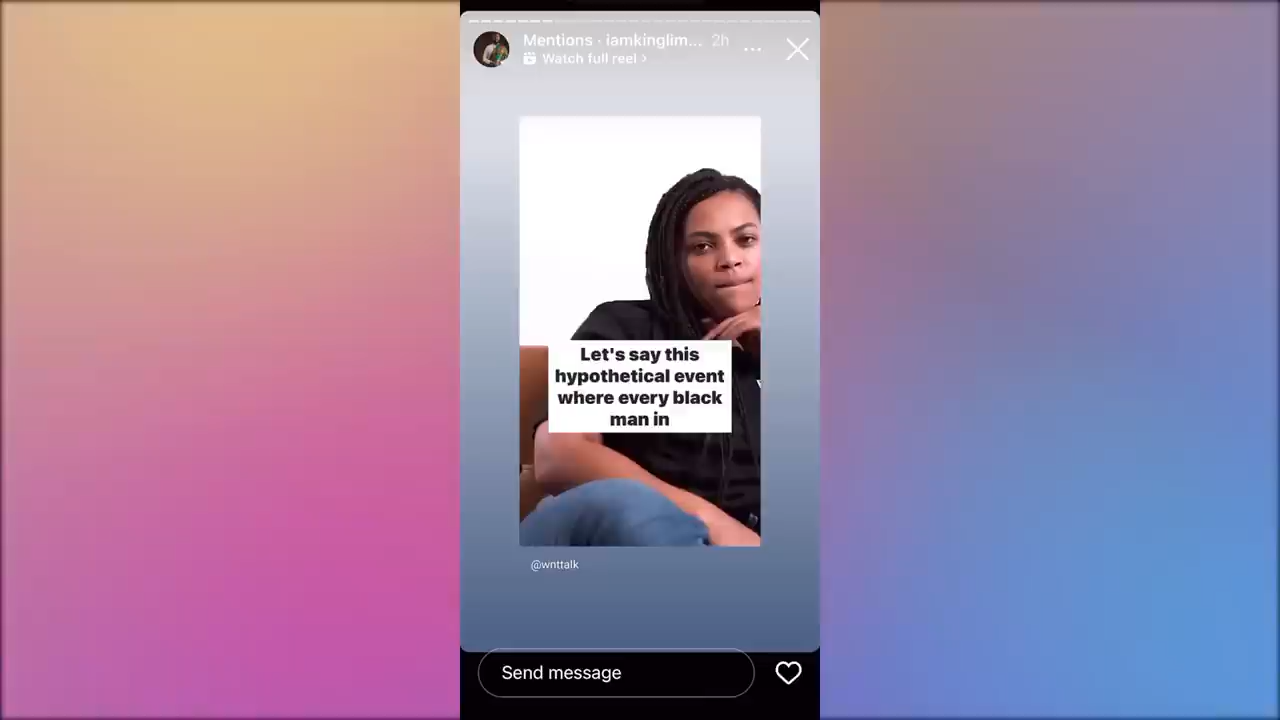 Mentions · iamkinglim... 2h
Watch full reel
Let's say this
hypothetical event
where every black
man in
@wnttalk
Send message